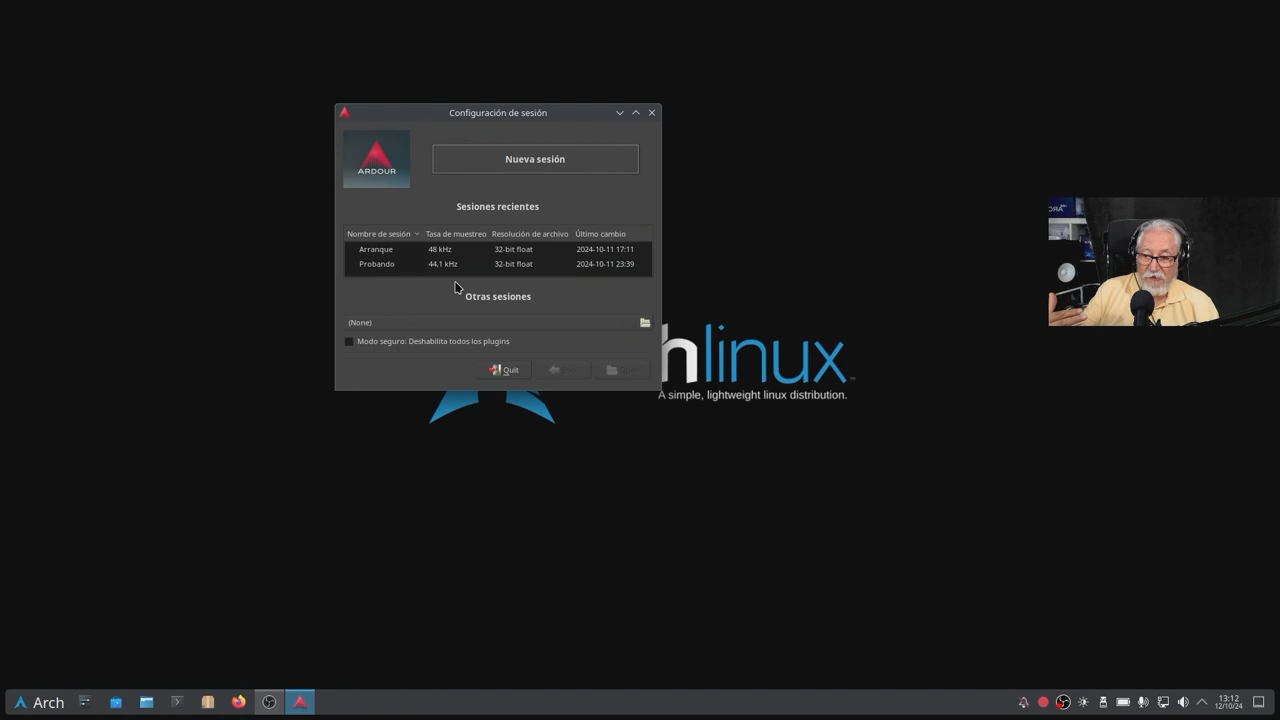 Configuración de sesión
ARDOUR
Nueva sesión
Sesiones recientes
Nombre de sesión Tasa de muestreo Resolución de archivo Último cambio
Arranque 48 kHz 32-bit float 2024-10-11 17:11
Probando 44,1 kHz 32-bit float 2024-10-11 23:39
Otras sesiones
(None)
Modo seguro: Deshabilita todos los plugins
Quit
hlinux
A simple, lightweight linux distribution.
Arch
13:12
12/10/24